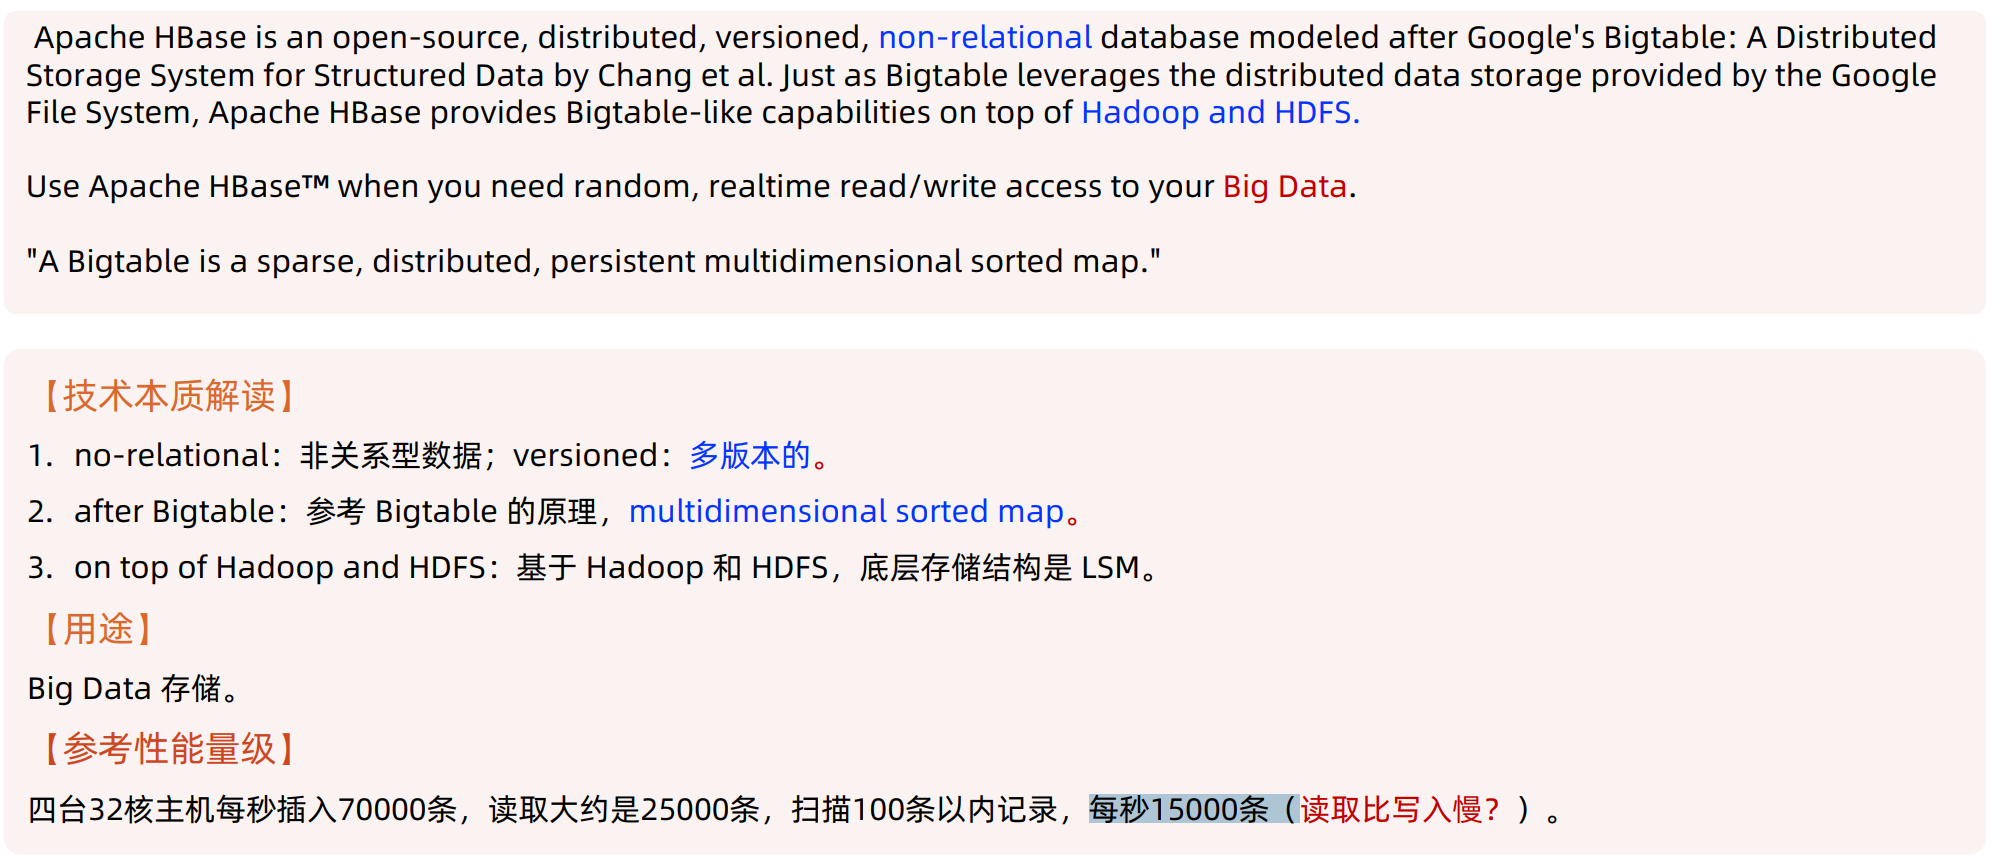 Apache HBase is an open-source, distributed, versioned, non-relational database modeled after Google's Bigtable: A Distributed
Storage System for Structured Data by Chang et al. Just as Bigtable leverages the distributed data storage provided by the Google
File System, Apache HBase provides Bigtable-like capabilities on top of Hadoop and HDFS.
Use Apache HBase™ when you need random, realtime read/write access to your Big Data.
"A Bigtable is a sparse, distributed, persistent multidimensional sorted map."
【技术本质解读】
1. no-relational：非关系型数据；versioned：多版本的。
2. after Bigtable：参考 Bigtable 的原理，multidimensional sorted map。
3. on top of Hadoop and HDFS：基于 Hadoop 和 HDFS，底层存储结构是 LSM。
【用途】
Big Data 存储。
【参考性能量级】
四台32核主机每秒插入70000条，读取大约是25000条，扫描100条以内记录，每秒15000条（读取比写入慢？）。